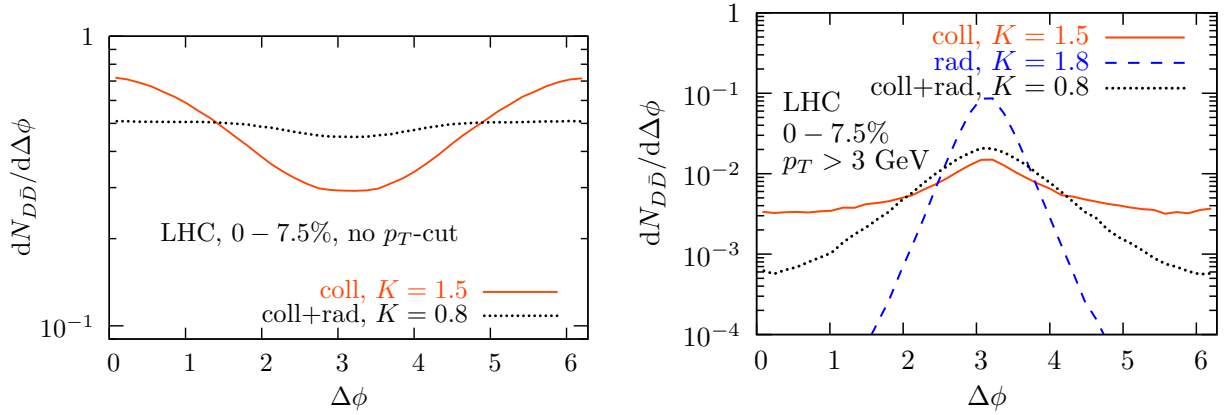 1
10⁻¹
dN_{DD̄}/dΔϕ
LHC, 0 – 7.5%, no p_T-cut
coll, K = 1.5
coll+rad, K = 0.8
0 1 2 3 4 5 6
Δϕ
1
10⁻¹
10⁻²
10⁻³
10⁻⁴
dN_{DD̄}/dΔϕ
coll, K = 1.5
rad, K = 1.8
coll+rad, K = 0.8
LHC
0 – 7.5%
p_T > 3 GeV
0 1 2 3 4 5 6
Δϕ